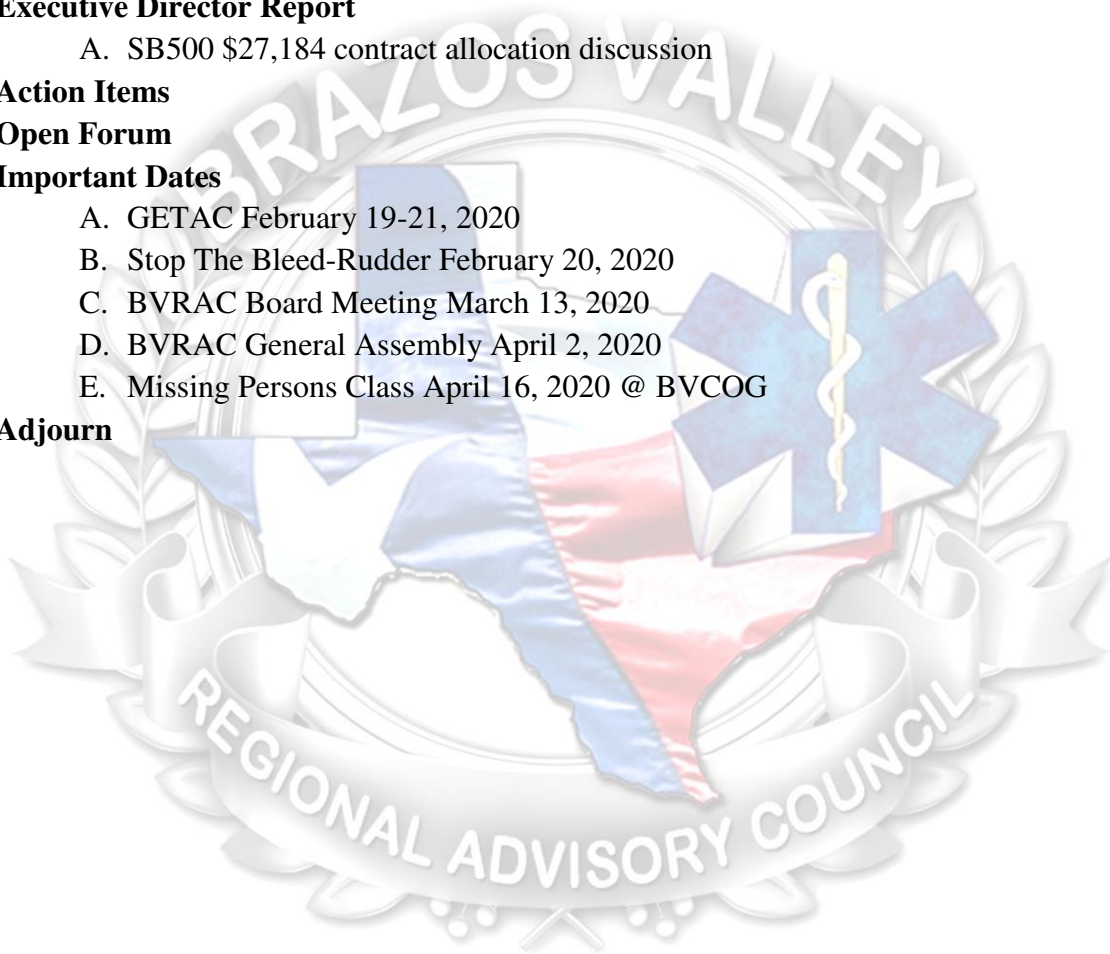 Executive Director Report
A. SB500 $27,184 contract allocation discussion
Action Items
Open Forum
Important Dates
A. GETAC February 19-21, 2020
B. Stop The Bleed-Rudder February 20, 2020
C. BVRAC Board Meeting March 13, 2020
D. BVRAC General Assembly April 2, 2020
E. Missing Persons Class April 16, 2020 @ BVCOG
Adjourn
BRAZOS VALLEY
REGIONAL ADVISORY COUNCIL